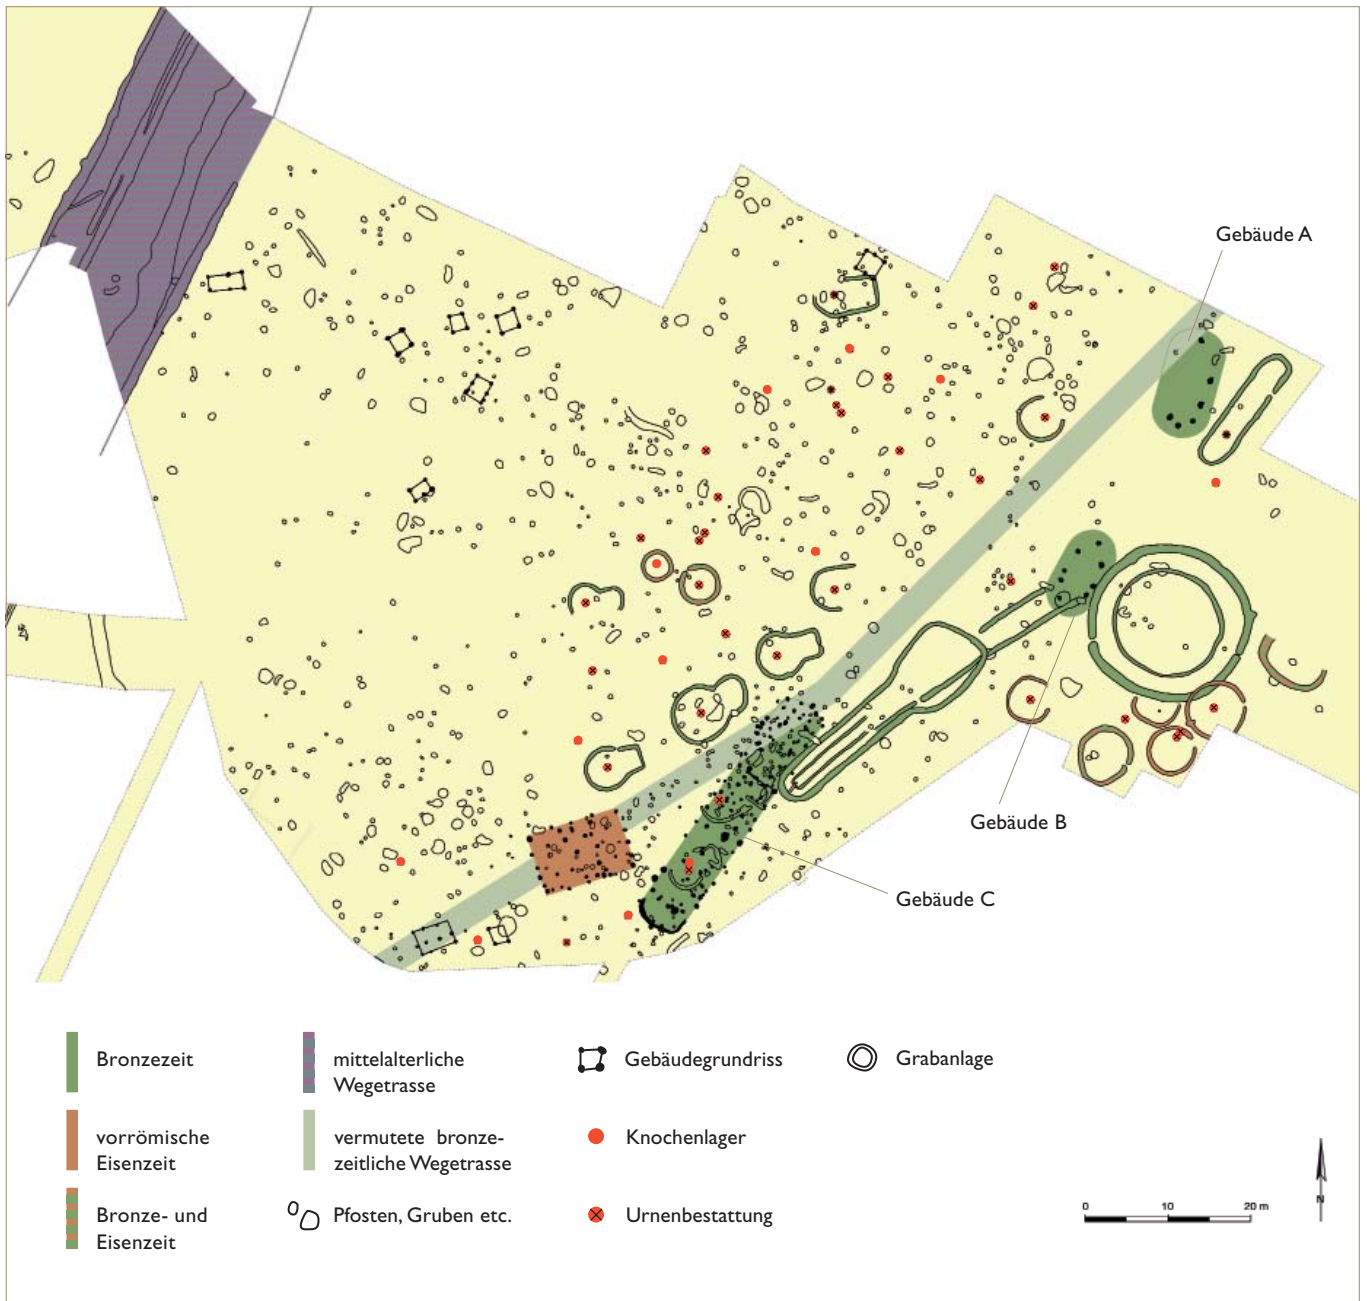 Gebäude A
Gebäude B
Gebäude C
Bronzezeit
vorrömische
Eisenzeit
Bronze- und
Eisenzeit
mittelalterliche
Wegetrasse
vermutete bronze-
zeitliche Wegetrasse
Pfosten, Gruben etc.
Gebäudegrundriss
Knochenlager
Urnenbestattung
Grabanlage
0 10 20 m
N